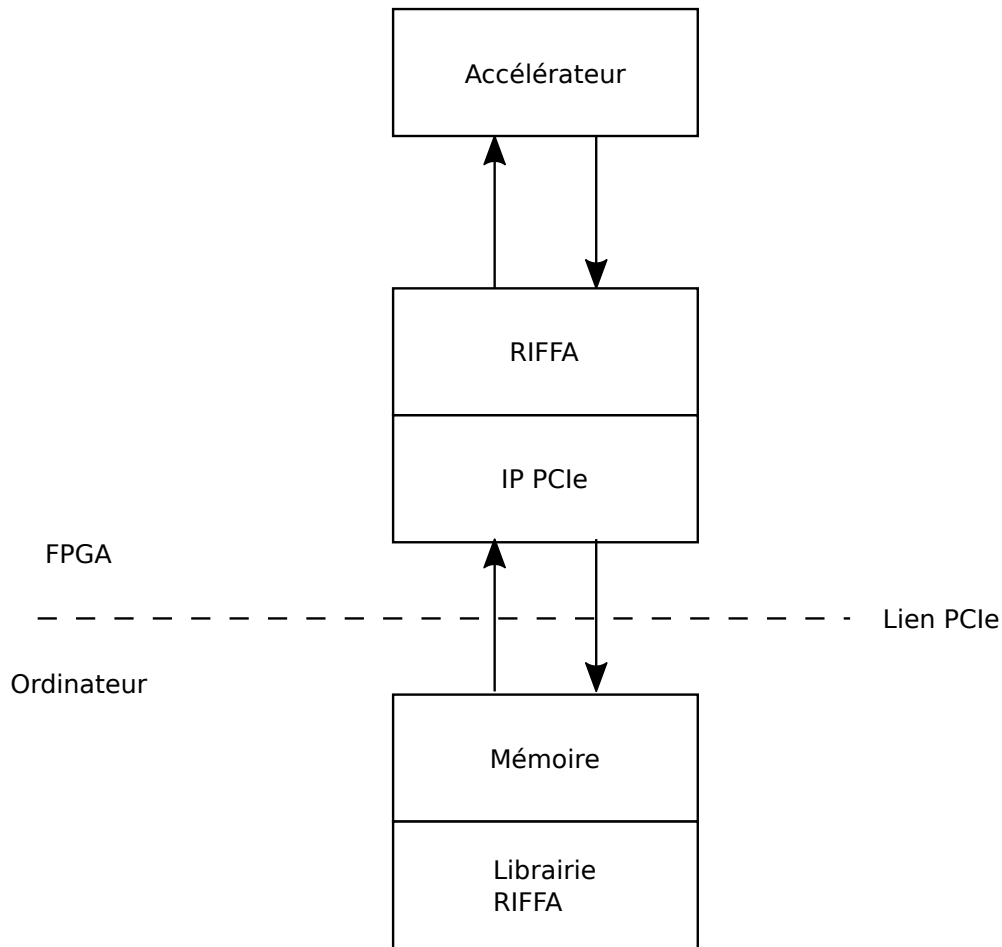 Accélérateur
RIFFA
IP PCIe
FPGA
Lien PCIe
Ordinateur
Mémoire
Librairie
RIFFA